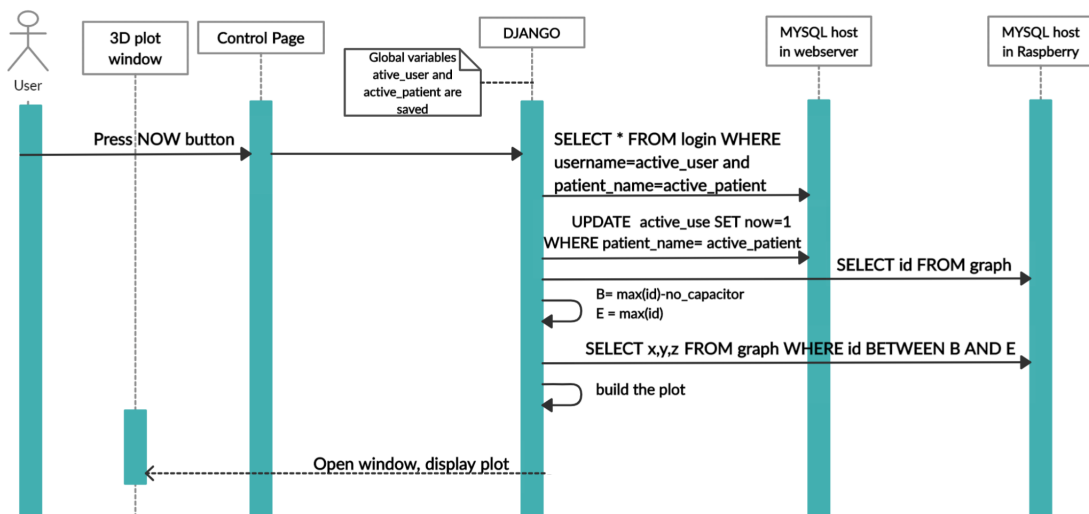 User
3D plot
window
Control Page
DJANGO
MYSQL host
in webserver
MYSQL host
in Raspberry
Global variables
ative_user and
active_patient are
saved
Press NOW button
SELECT * FROM login WHERE
username=active_user and
patient_name=active_patient
UPDATE active_use SET now=1
WHERE patient_name= active_patient
SELECT id FROM graph
B= max(id)-no_capacitor
E = max(id)
SELECT x,y,z FROM graph WHERE id BETWEEN B AND E
build the plot
Open window, display plot